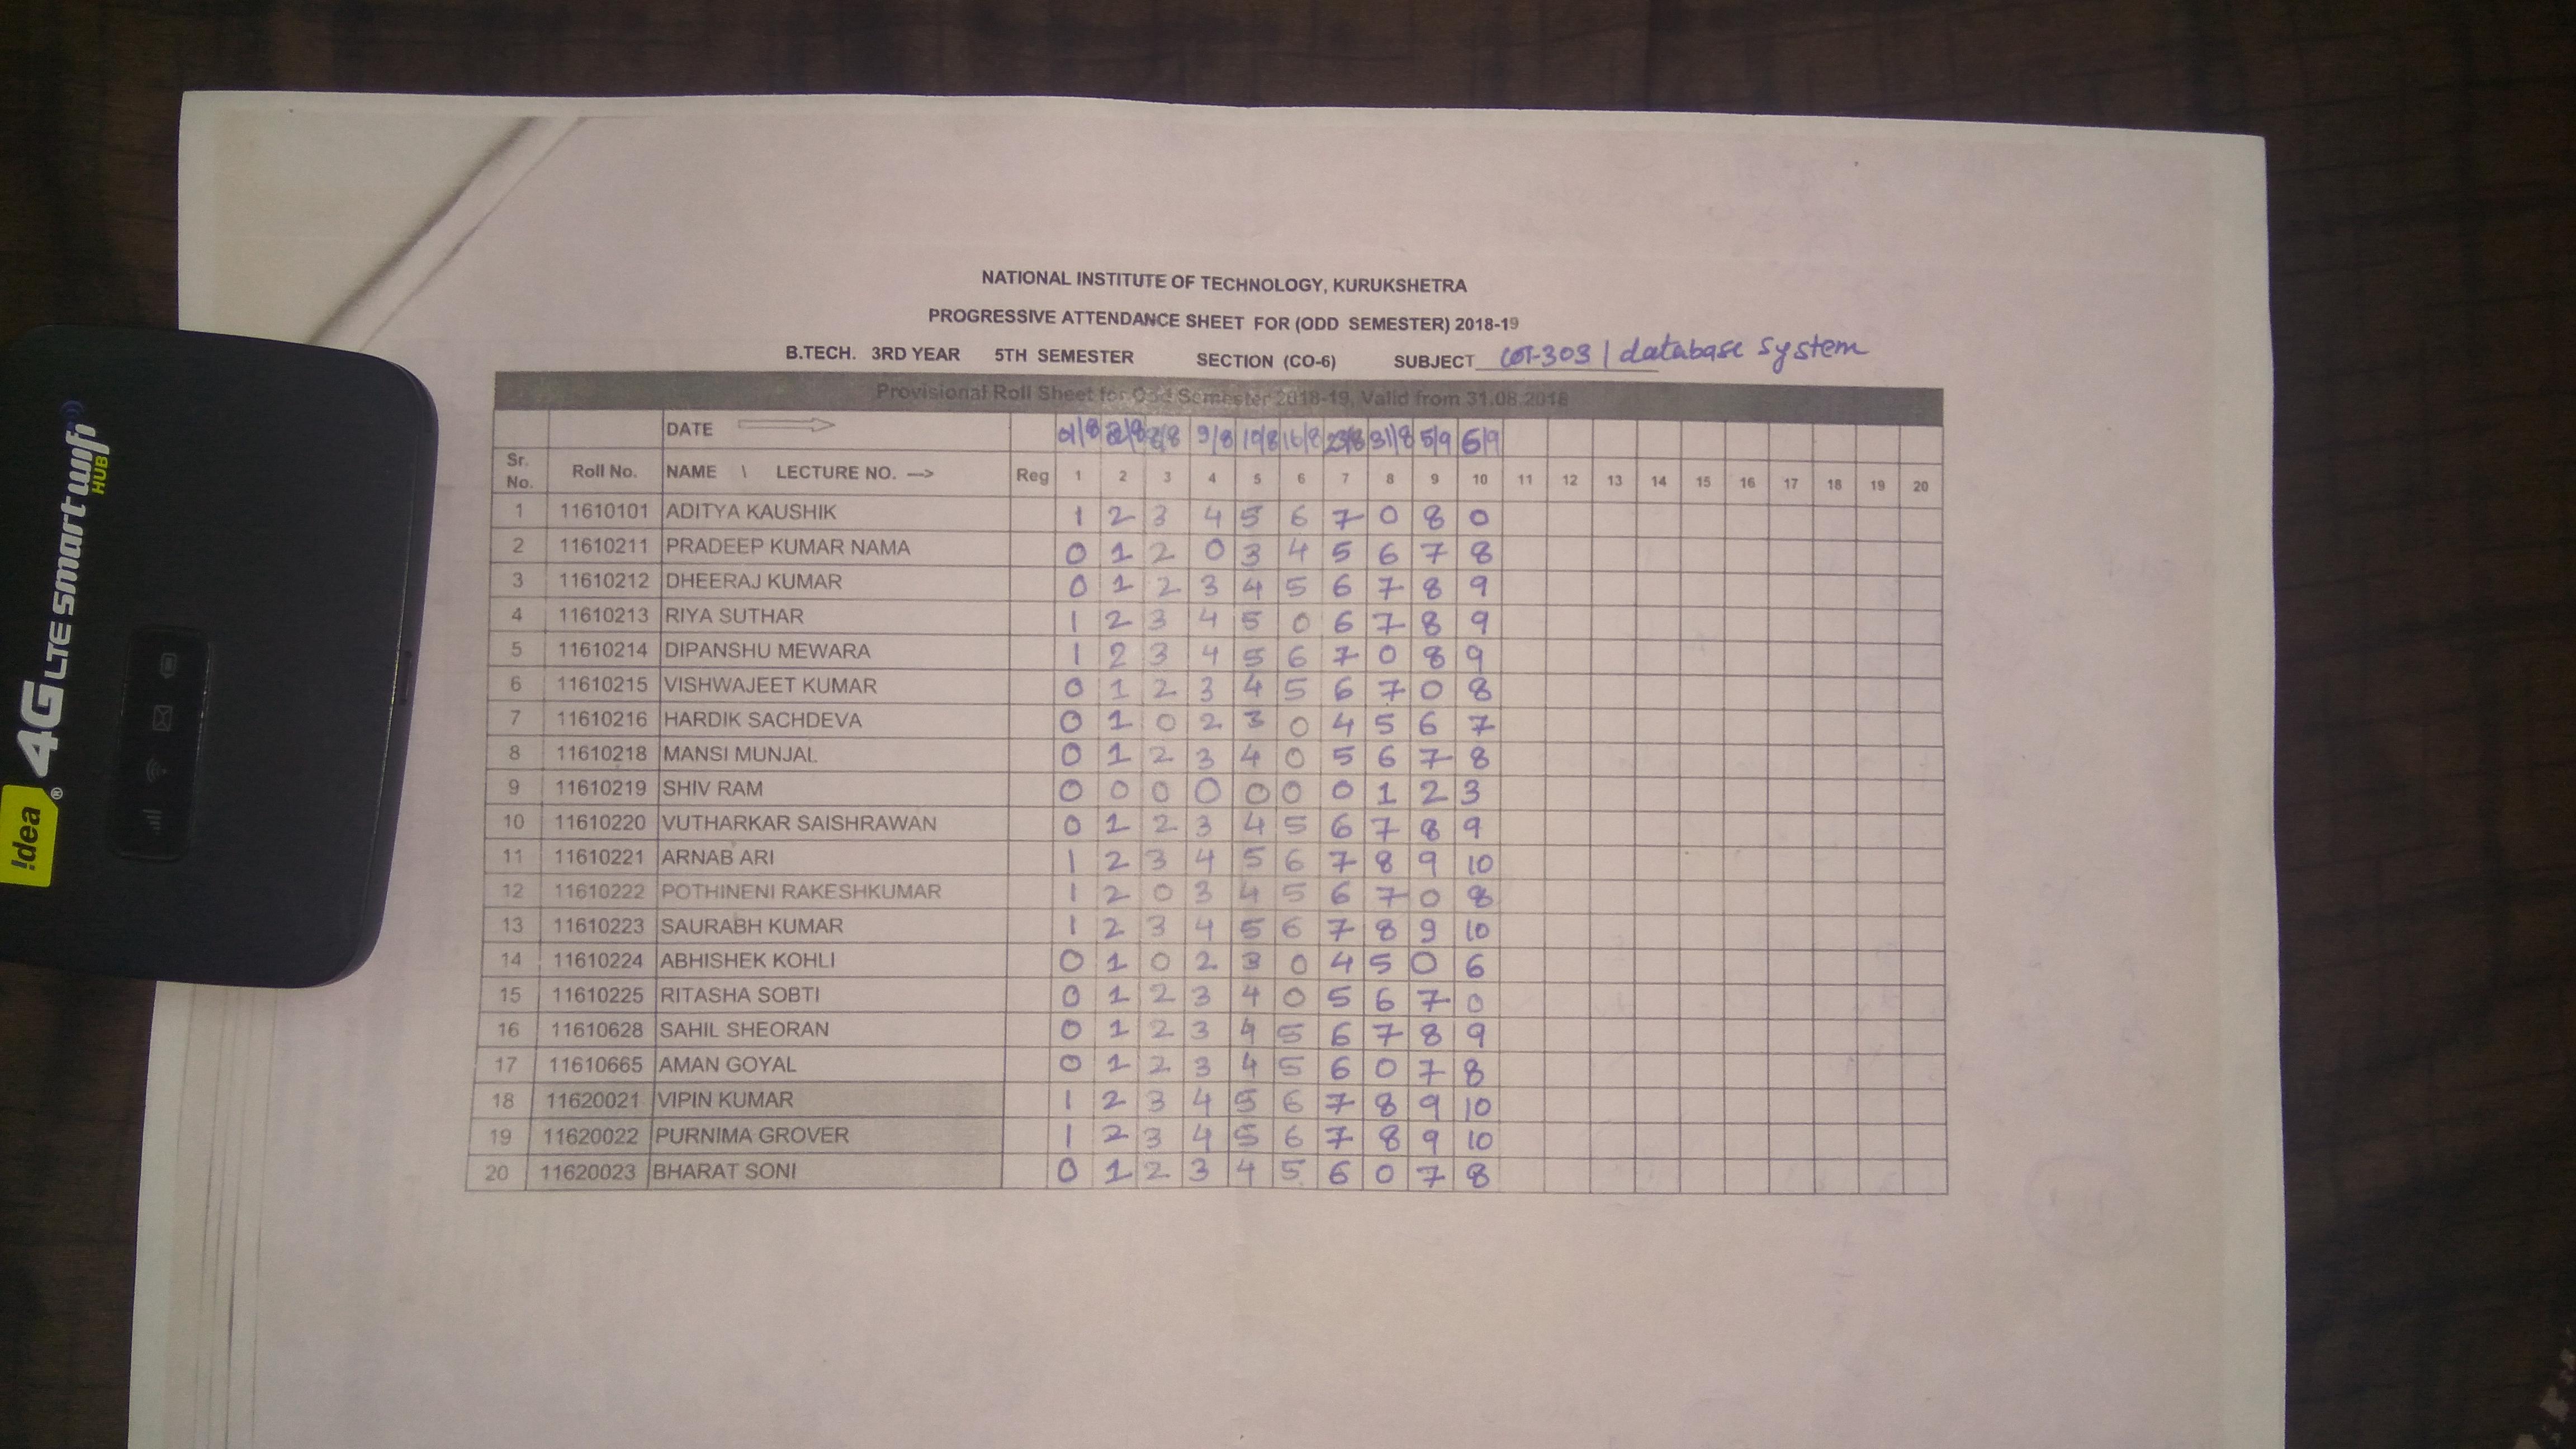 NATIONAL INSTITUTE OF TECHNOLOGY, KURUKSHETRA
PROGRESSIVE ATTENDANCE SHEET FOR (ODD SEMESTER) 2018-19
B.TECH. 3RD YEAR 5TH SEMESTER SECTION (CO-6) SUBJECT COT-303 | database system
Provisional Roll Sheet for Odd Semester 2018-19, Valid from 31.08.2018
DATE 8/8 9/8 10/8 16/8 23/8 31/8 5/9 6/9
Sr. No. Roll No. NAME \ LECTURE NO. --> Reg 1 2 3 4 5 6 7 8 9 10 11 12 13 14 15 16 17 18 19 20
1 11610101 ADITYA KAUSHIK 1 2 3 4 5 6 7 0 8 0
2 11610211 PRADEEP KUMAR NAMA 0 1 2 0 3 4 5 6 7 8
3 11610212 DHEERAJ KUMAR 0 1 2 3 4 5 6 7 8 9
4 11610213 RIYA SUTHAR 1 2 3 4 5 0 6 7 8 9
5 11610214 DIPANSHU MEWARA 1 2 3 4 5 6 7 0 8 9
6 11610215 VISHWAJEET KUMAR 0 1 2 3 4 5 6 7 0 8
7 11610216 HARDIK SACHDEVA 0 1 0 2 3 0 4 5 6 7
8 11610218 MANSI MUNJAL 0 1 2 3 4 0 5 6 7 8
9 11610219 SHIV RAM 0 0 0 0 0 0 0 1 2 3
10 11610220 VUTHARKAR SAISHRAWAN 0 1 2 3 4 5 6 7 8 9
11 11610221 ARNAB ARI 1 2 3 4 5 6 7 8 9 10
12 11610222 POTHINENI RAKESHKUMAR 1 2 0 3 4 5 6 7 0 8
13 11610223 SAURABH KUMAR 1 2 3 4 5 6 7 8 9 10
14 11610224 ABHISHEK KOHLI 0 1 0 2 3 0 4 5 0 6
15 11610225 RITASHA SOBTI 0 1 2 3 4 0 5 6 7 0
16 11610628 SAHIL SHEORAN 0 1 2 3 4 5 6 7 8 9
17 11610665 AMAN GOYAL 0 1 2 3 4 5 6 0 7 8
18 11620021 VIPIN KUMAR 1 2 3 4 5 6 7 8 9 10
19 11620022 PURNIMA GROVER 1 2 3 4 5 6 7 8 9 10
20 11620023 BHARAT SONI 0 1 2 3 4 5 6 0 7 8
!dea® 4G LTE smartwifi
HUB